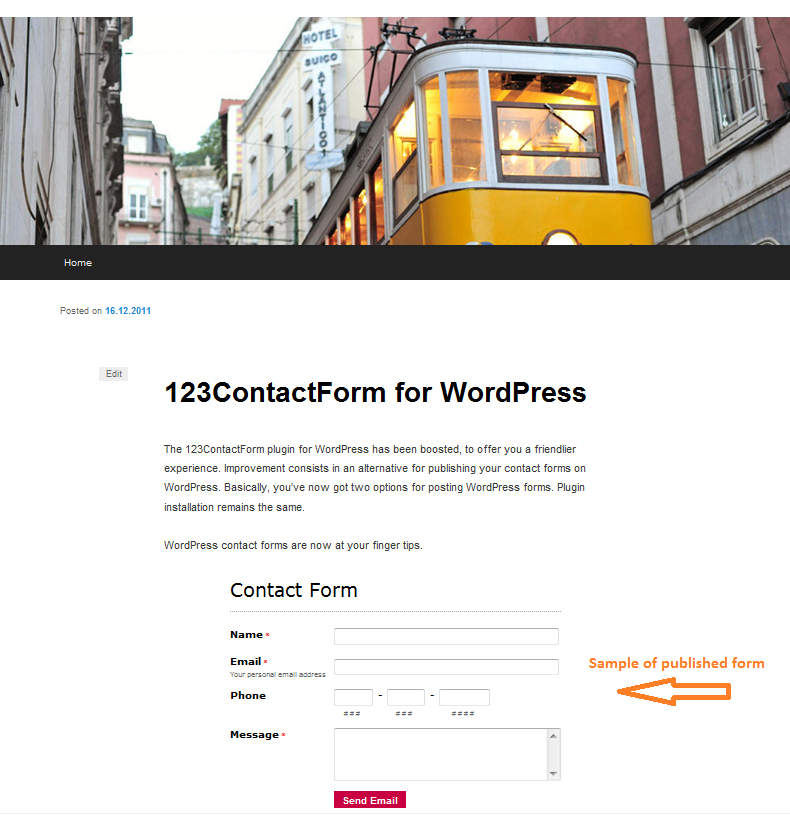 HOTEL
SUIÇO
ATLANTICO
Home
Posted on 16.12.2011
Edit
123ContactForm for WordPress
The 123ContactForm plugin for WordPress has been boosted, to offer you a friendlier
experience. Improvement consists in an alternative for publishing your contact forms on
WordPress. Basically, you've now got two options for posting WordPress forms. Plugin
installation remains the same.
WordPress contact forms are now at your finger tips.
Contact Form
Name *
Email *
Your personal email address
Sample of published form
Phone - -
### ### ####
Message *
Send Email